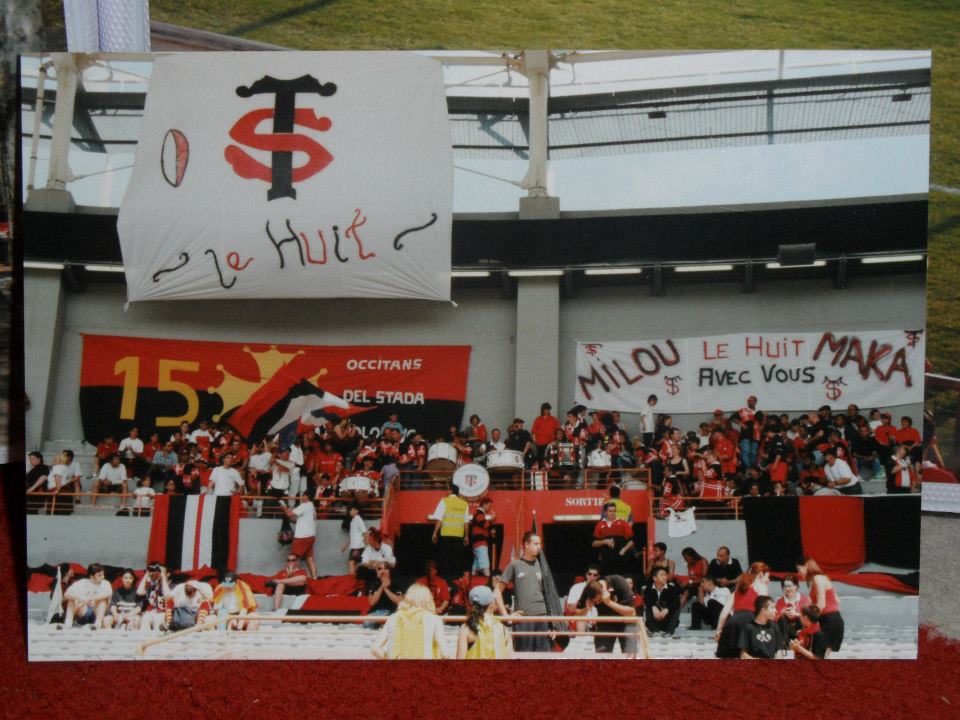 ST
le Huit
15
OCCITANS
DEL STADA
MILOU LE HUIT MAKA
AVEC VOUS
SORTIE